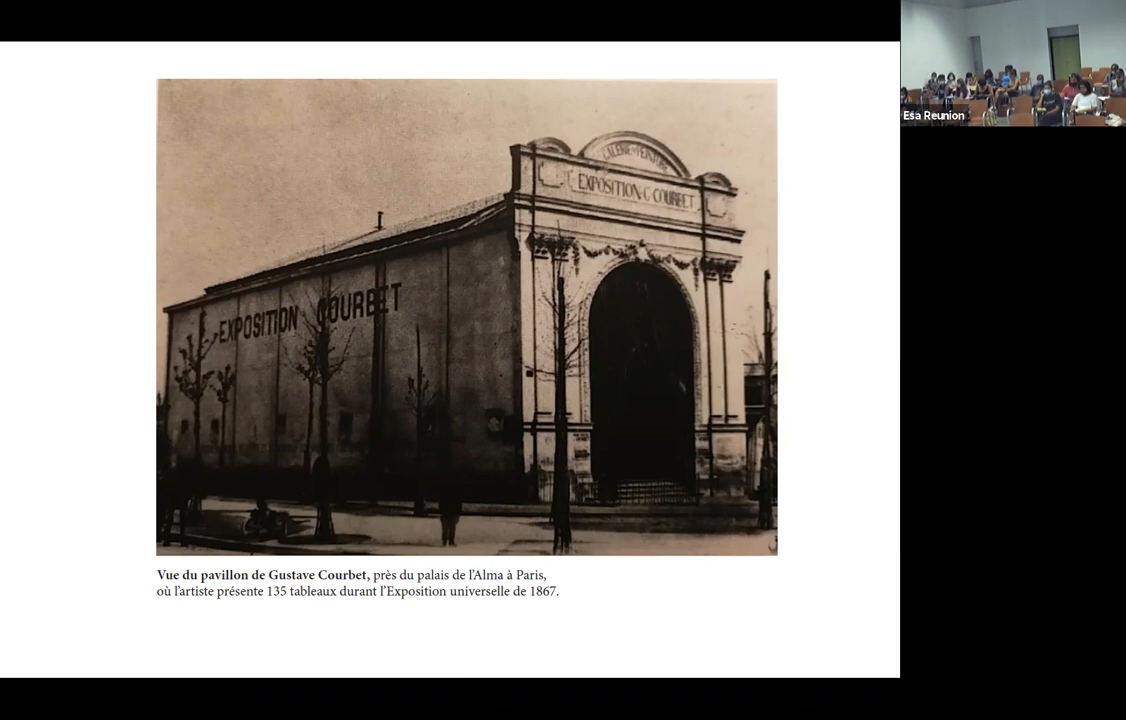 GALERIE DE PEINTURE
EXPOSITION G COURBET
EXPOSITION COURBET
Vue du pavillon de Gustave Courbet, près du palais de l'Alma à Paris,
où l'artiste présente 135 tableaux durant l'Exposition universelle de 1867.
Esa Reunion